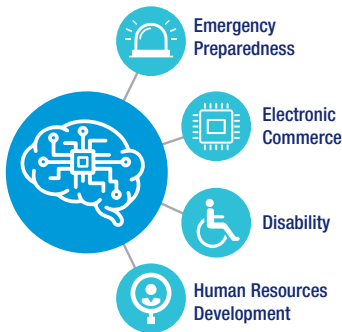 Emergency
Preparedness
Electronic
Commerce
Disability
Human Resources
Development